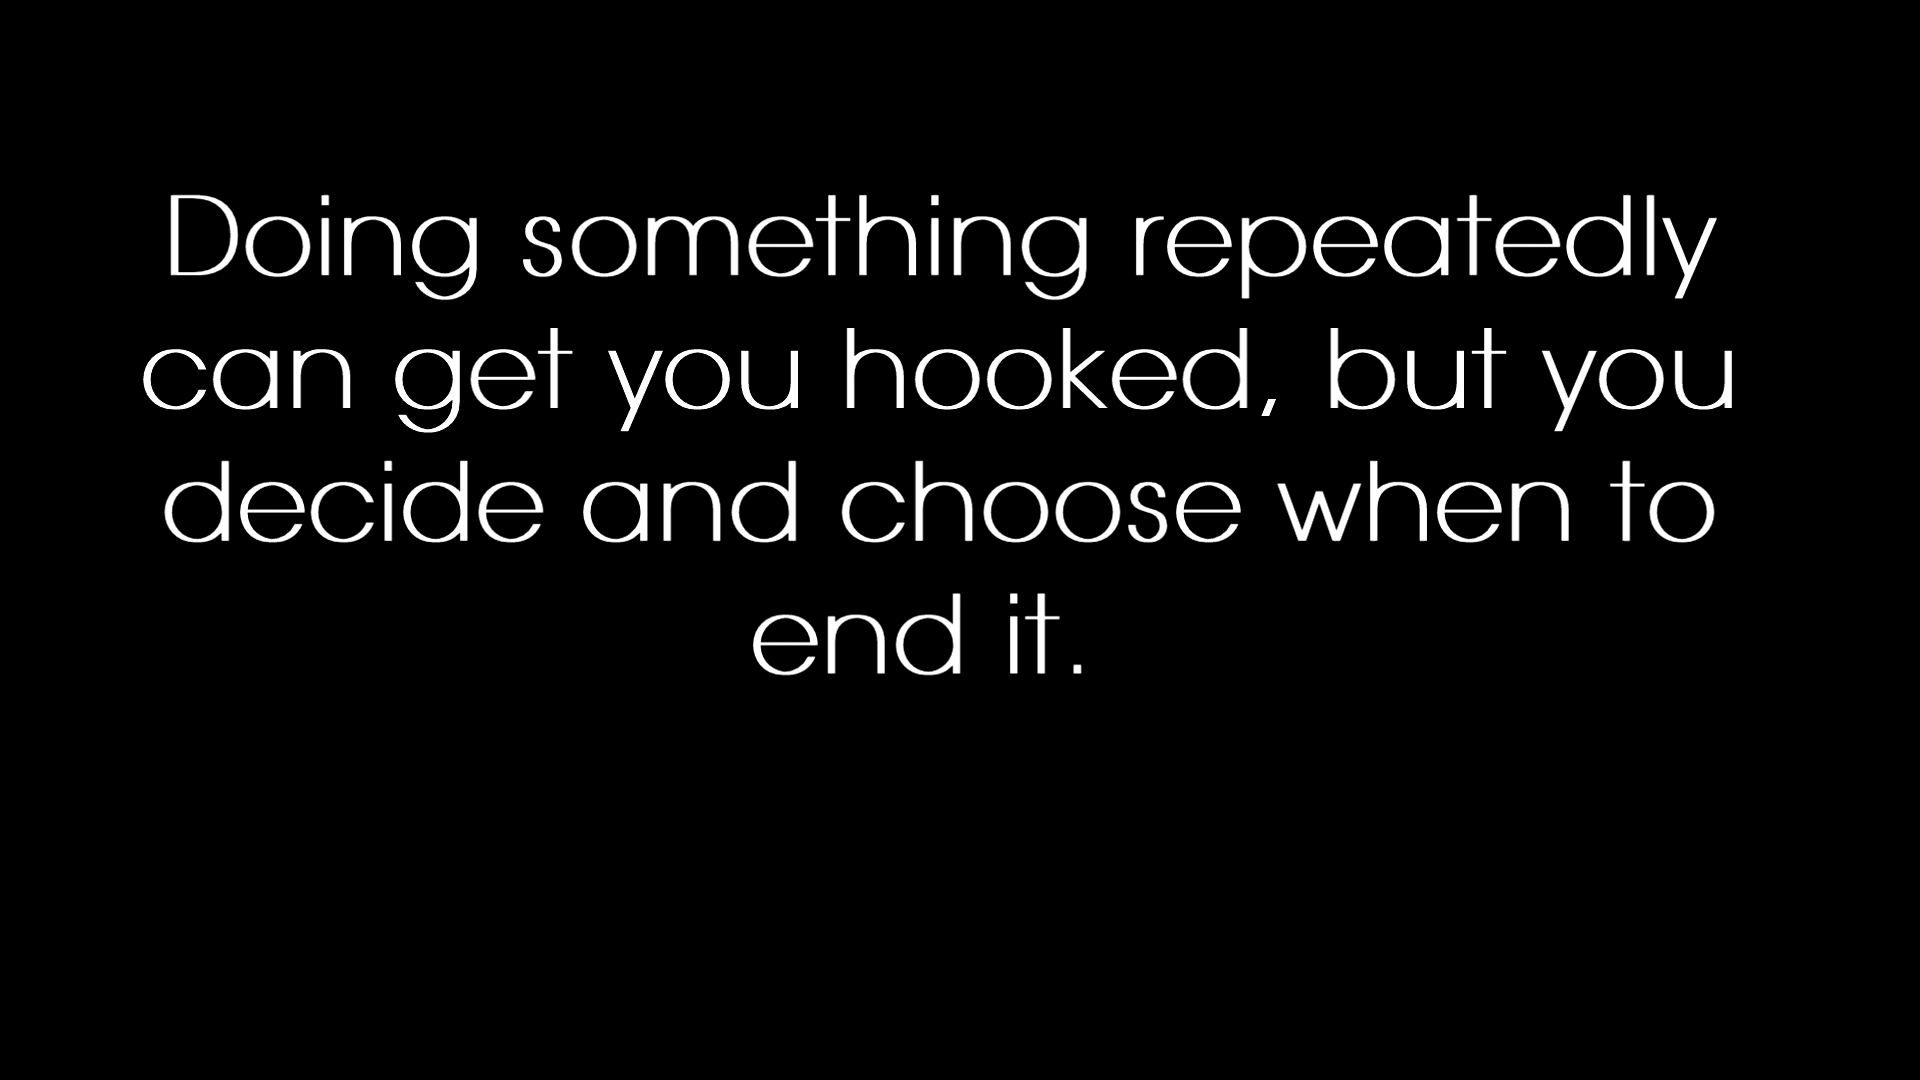 Doing something repeatedly
can get you hooked, but you
decide and choose when to
end it.